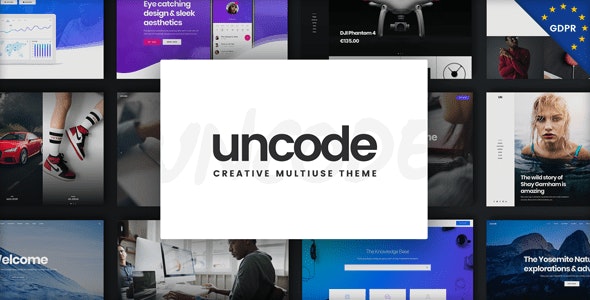 Eye catching
design & sleek
aesthetics
DJI Phantom 4
€135.00
GDPR
UNCODE
uncode
CREATIVE MULTIUSE THEME
The wild story of
Shay Garnham is
amazing
Welcome
The Knowledge Base
The Yosemite Natu
explorations & adv